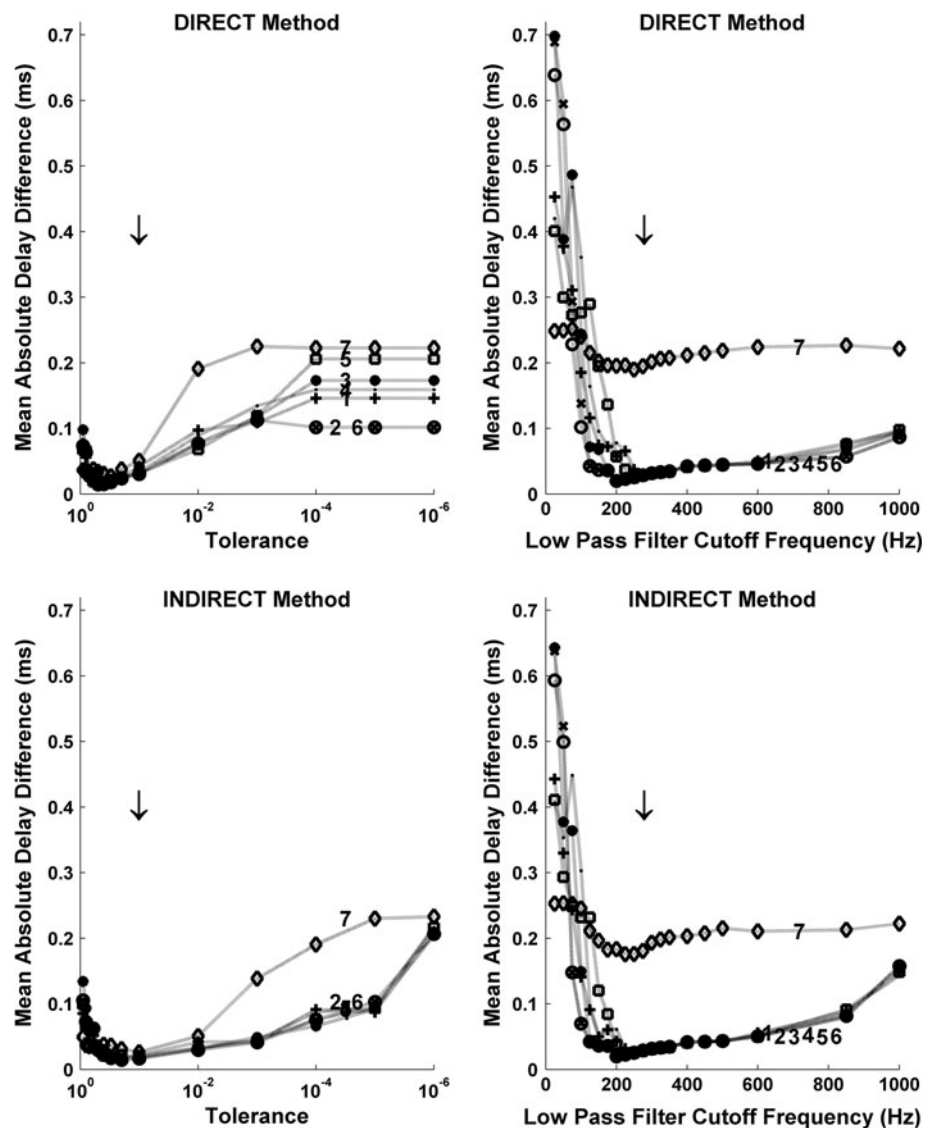 DIRECT Method
0.7
0.6
0.5
0.4
0.3
0.2
0.1
0
Mean Absolute Delay Difference (ms)
7
5
3
4
1
2 6
10⁰ 10⁻² 10⁻⁴ 10⁻⁶
Tolerance
DIRECT Method
0.7
0.6
0.5
0.4
0.3
0.2
0.1
0
Mean Absolute Delay Difference (ms)
7
123456
0 200 400 600 800 1000
Low Pass Filter Cutoff Frequency (Hz)
INDIRECT Method
0.7
0.6
0.5
0.4
0.3
0.2
0.1
0
Mean Absolute Delay Difference (ms)
7
2 6
10⁰ 10⁻² 10⁻⁴ 10⁻⁶
Tolerance
INDIRECT Method
0.7
0.6
0.5
0.4
0.3
0.2
0.1
0
Mean Absolute Delay Difference (ms)
7
123456
0 200 400 600 800 1000
Low Pass Filter Cutoff Frequency (Hz)